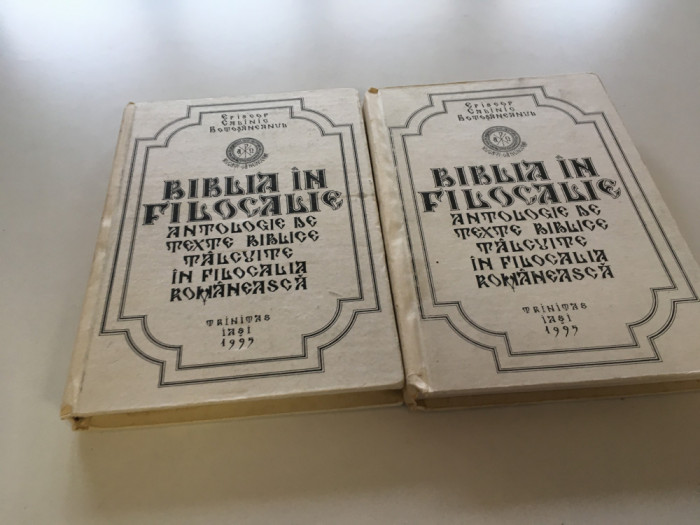 Episcop
Calinic
Botoșăneanul
BIBLIA ÎN
FILOCALIE
ANTOLOGIE DE
TEXTE BIBLICE
TÂLCUITE
ÎN FILOCALIA
ROMÂNEASCĂ
TRINITAS
IAȘI
1995
Episcop
Calinic
Botoșăneanul
BIBLIA ÎN
FILOCALIE
ANTOLOGIE DE
TEXTE BIBLICE
TÂLCUITE
ÎN FILOCALIA
ROMÂNEASCĂ
TRINITAS
IAȘI
1995